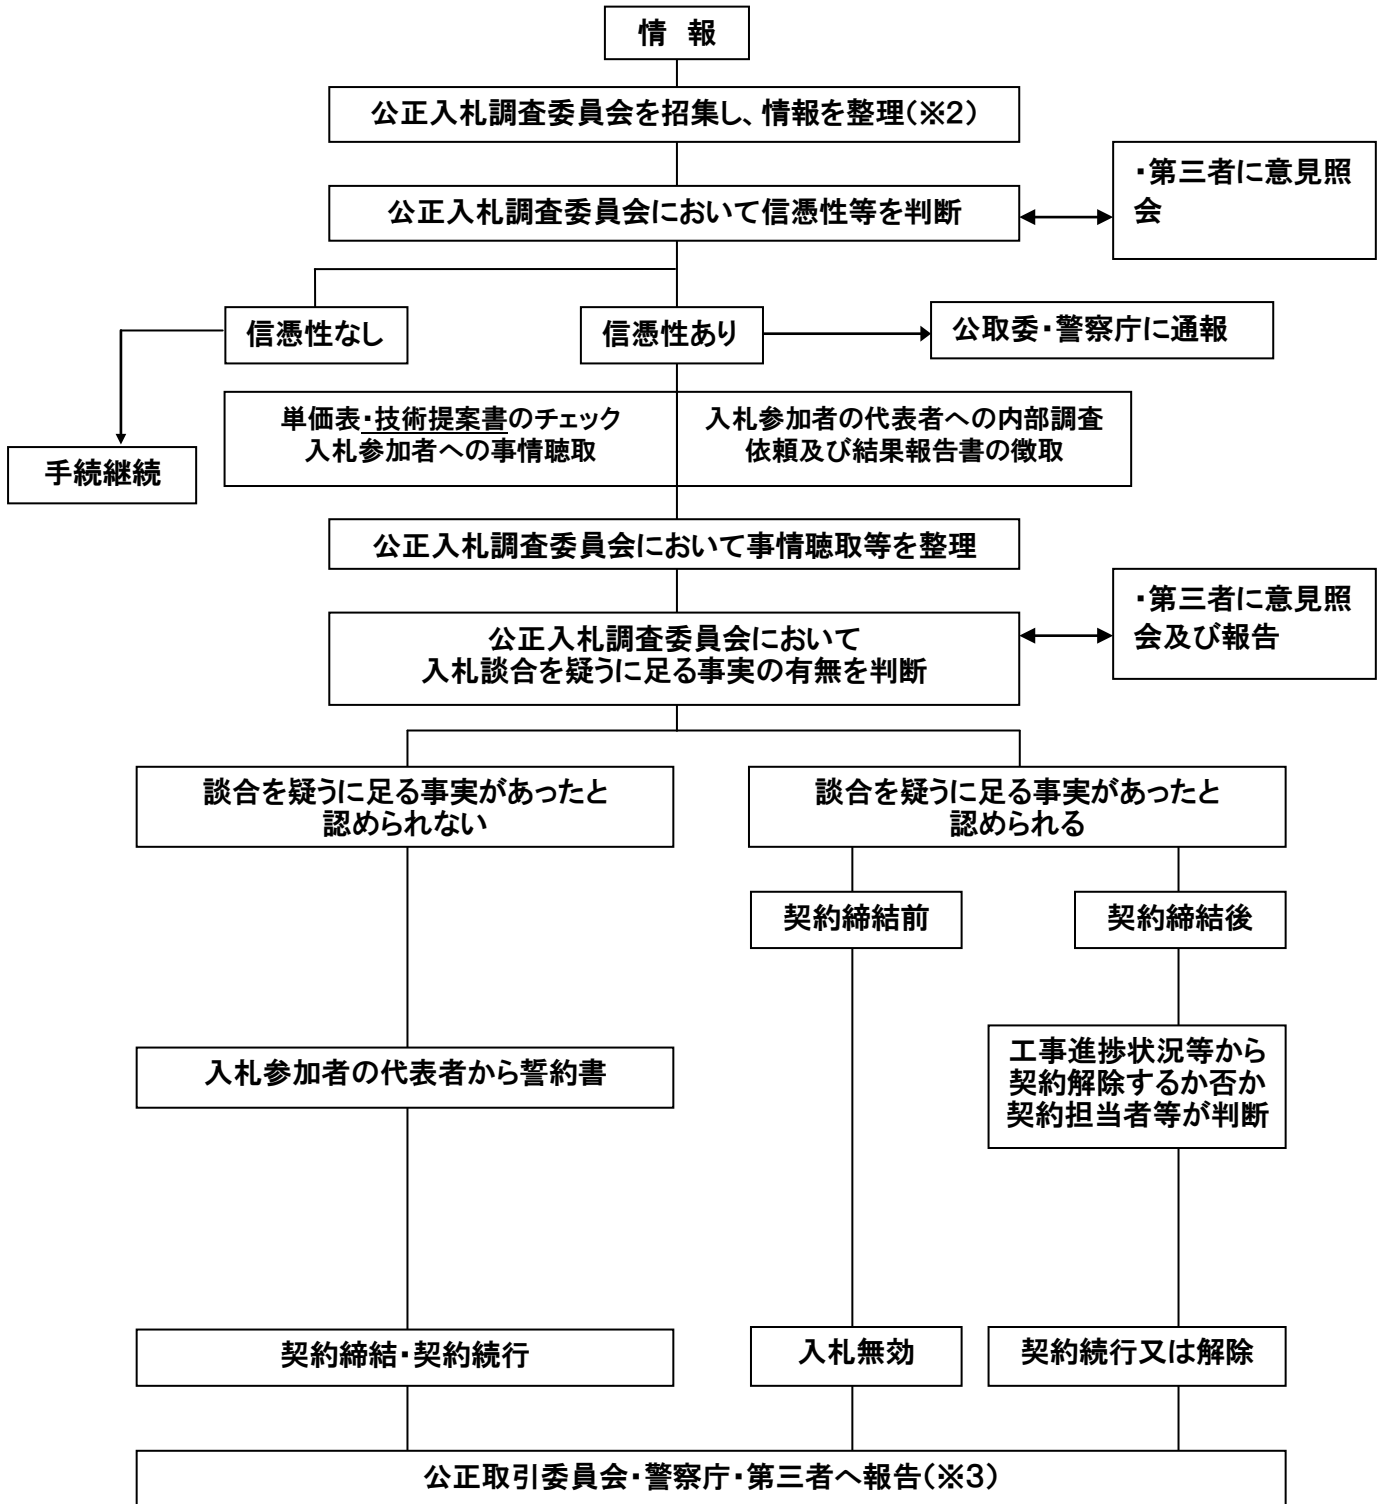 情 報
公正入札調査委員会を招集し、情報を整理(※2)
・第三者に意見照
会
公正入札調査委員会において信憑性等を判断
信憑性なし
信憑性あり
公取委・警察庁に通報
単価表・技術提案書のチェック
入札参加者への事情聴取
入札参加者の代表者への内部調査
依頼及び結果報告書の徴取
手続継続
公正入札調査委員会において事情聴取等を整理
・第三者に意見照
会及び報告
公正入札調査委員会において
入札談合を疑うに足る事実の有無を判断
談合を疑うに足る事実があったと
認められない
談合を疑うに足る事実があったと
認められる
契約締結前
契約締結後
入札参加者の代表者から誓約書
工事進捗状況等から
契約解除するか否か
契約担当者等が判断
契約締結・契約続行
入札無効
契約続行又は解除
公正取引委員会・警察庁・第三者へ報告(※3)